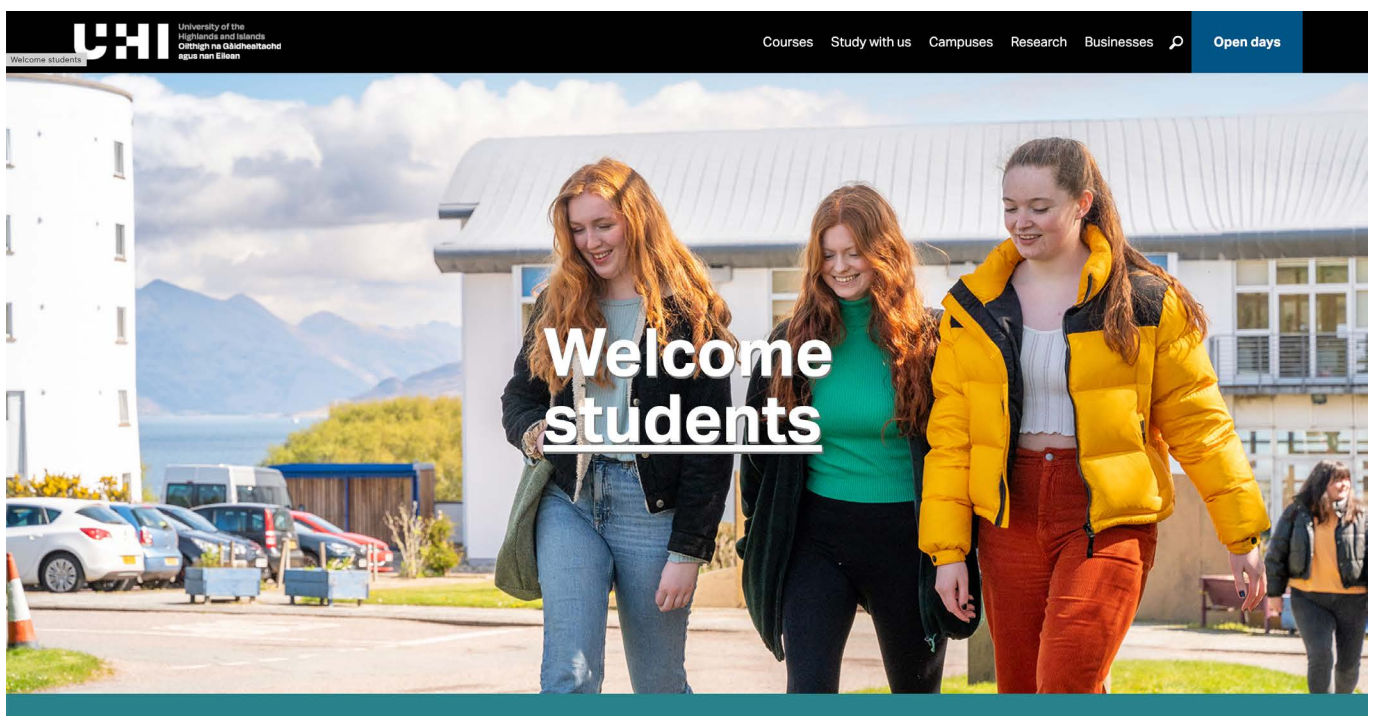 UHI
University of the
Highlands and Islands
Oilthigh na Gàidhealtachd
agus nan Eilean
Welcome students
Courses Study with us Campuses Research Businesses Open days
Welcome
students